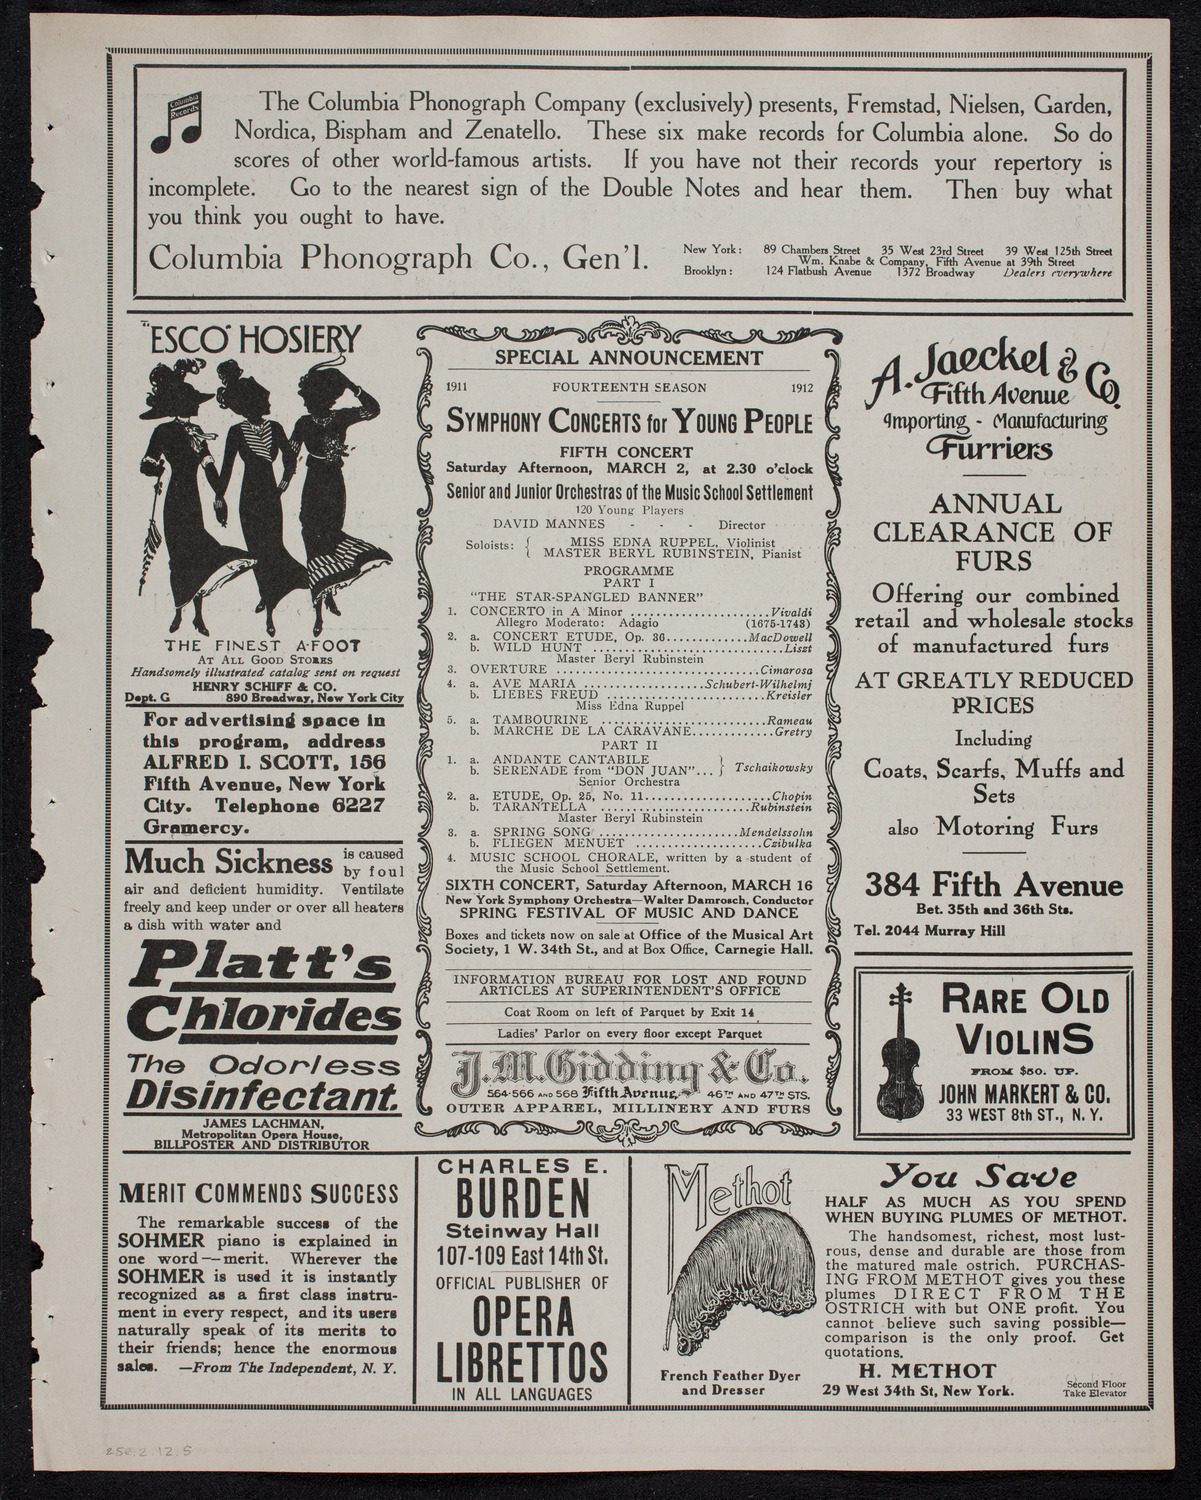 Columbia
Records
The Columbia Phonograph Company (exclusively) presents, Fremstad, Nielsen, Garden,
Nordica, Bispham and Zenatello. These six make records for Columbia alone. So do
scores of other world-famous artists. If you have not their records your repertory is
incomplete. Go to the nearest sign of the Double Notes and hear them. Then buy what
you think you ought to have.
Columbia Phonograph Co., Gen'l.
New York: 89 Chambers Street 35 West 23rd Street 39 West 125th Street
Wm. Knabe & Company, Fifth Avenue at 39th Street
Brooklyn: 124 Flatbush Avenue 1372 Broadway Dealers everywhere
"ESCO" HOSIERY
THE FINEST A-FOOT
AT ALL GOOD STORES
Handsomely illustrated catalog sent on request
HENRY SCHIFF & CO.
Dept. G 890 Broadway, New York City
For advertising space in
this program, address
ALFRED I. SCOTT, 156
Fifth Avenue, New York
City. Telephone 6227
Gramercy.
Much Sickness is caused
by foul
air and deficient humidity. Ventilate
freely and keep under or over all heaters
a dish with water and
Platt's
Chlorides
The Odorless
Disinfectant.
JAMES LACHMAN,
Metropolitan Opera House,
BILLPOSTER AND DISTRIBUTOR
SPECIAL ANNOUNCEMENT
1911 FOURTEENTH SEASON 1912
SYMPHONY CONCERTS for YOUNG PEOPLE
FIFTH CONCERT
Saturday Afternoon, MARCH 2, at 2.30 o'clock
Senior and Junior Orchestras of the Music School Settlement
120 Young Players
DAVID MANNES - - - Director
Soloists: { MISS EDNA RUPPEL, Violinist
{ MASTER BERYL RUBINSTEIN, Pianist
PROGRAMME
PART I
"THE STAR-SPANGLED BANNER"
1. CONCERTO in A Minor ........................Vivaldi
Allegro Moderato: Adagio (1675-1743)
2. a. CONCERT ETUDE, Op. 36............MacDowell
b. WILD HUNT ..............................Liszt
Master Beryl Rubinstein
3. OVERTURE ..................................Cimarosa
4. a. AVE MARIA ..................Schubert-Wilhelmj
b. LIEBES FREUD ..........................Kreisler
Miss Edna Ruppel
5. a. TAMBOURINE ...........................Rameau
b. MARCHE DE LA CARAVANE.............Gretry
PART II
1. a. ANDANTE CANTABILE }
b. SERENADE from "DON JUAN"... } Tschaikowsky
Senior Orchestra
2. a. ETUDE, Op. 25, No. 11.....................Chopin
b. TARANTELLA ..........................Rubinstein
Master Beryl Rubinstein
3. a. SPRING SONG .......................Mendelssohn
b. FLIEGEN MENUET .....................Czibulka
4. MUSIC SCHOOL CHORALE, written by a student of
the Music School Settlement.
SIXTH CONCERT, Saturday Afternoon, MARCH 16
New York Symphony Orchestra—Walter Damrosch, Conductor
SPRING FESTIVAL OF MUSIC AND DANCE
Boxes and tickets now on sale at Office of the Musical Art
Society, 1 W. 34th St., and at Box Office, Carnegie Hall.
INFORMATION BUREAU FOR LOST AND FOUND
ARTICLES AT SUPERINTENDENT'S OFFICE
Coat Room on left of Parquet by Exit 14
Ladies' Parlor on every floor except Parquet
J.M. Gidding & Co.
564-566 AND 568 Fifth Avenue 46TH AND 47TH STS.
OUTER APPAREL, MILLINERY AND FURS
A. Jaeckel & Co.
Fifth Avenue
Importing - Manufacturing
Furriers
ANNUAL
CLEARANCE OF
FURS
Offering our combined
retail and wholesale stocks
of manufactured furs
AT GREATLY REDUCED
PRICES
Including
Coats, Scarfs, Muffs and
Sets
also Motoring Furs
384 Fifth Avenue
Bet. 35th and 36th Sts.
Tel. 2044 Murray Hill
RARE OLD
VIOLINS
FROM $50. UP.
JOHN MARKERT & CO.
33 WEST 8th ST., N. Y.
MERIT COMMENDS SUCCESS
The remarkable success of the
SOHMER piano is explained in
one word—merit. Wherever the
SOHMER is used it is instantly
recognized as a first class instru-
ment in every respect, and its users
naturally speak of its merits to
their friends; hence the enormous
sales. —From The Independent, N. Y.
CHARLES E.
BURDEN
Steinway Hall
107-109 East 14th St.
OFFICIAL PUBLISHER OF
OPERA
LIBRETTOS
IN ALL LANGUAGES
Methot
French Feather Dyer
and Dresser
You Save
HALF AS MUCH AS YOU SPEND
WHEN BUYING PLUMES OF METHOT.
The handsomest, richest, most lust-
rous, dense and durable are those from
the matured male ostrich. PURCHAS-
ING FROM METHOT gives you these
plumes DIRECT FROM THE
OSTRICH with but ONE profit. You
cannot believe such saving possible—
comparison is the only proof. Get
quotations.
H. METHOT
29 West 34th St, New York.
Second Floor
Take Elevator
256.2.12.5